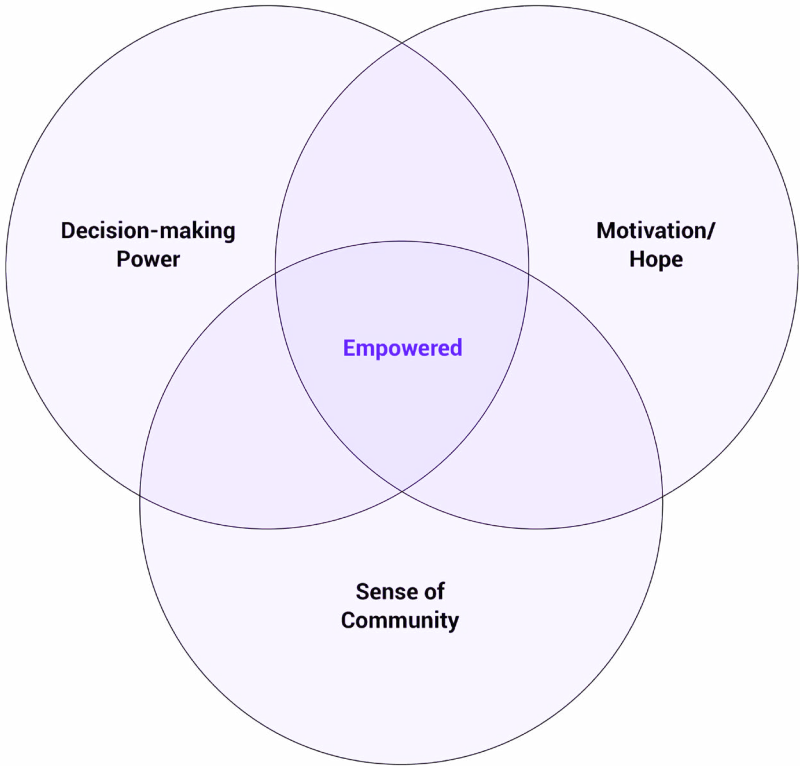 Decision-making
Power
Motivation/
Hope
Empowered
Sense of
Community